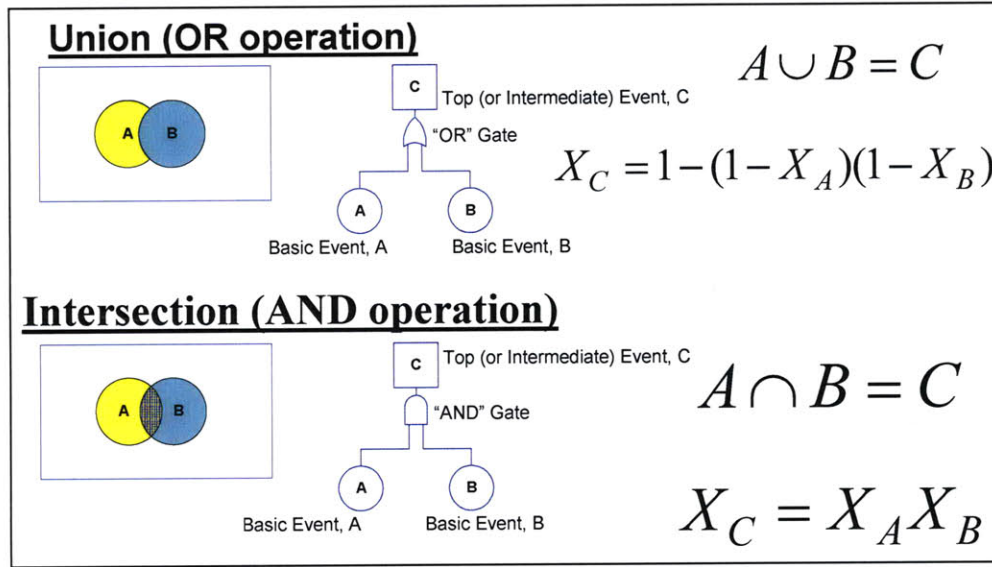 Union (OR operation)
A B
C
Top (or Intermediate) Event, C
"OR" Gate
A B
Basic Event, A Basic Event, B
A ∪ B = C
X_C = 1 − (1 − X_A)(1 − X_B)
Intersection (AND operation)
A B
C
Top (or Intermediate) Event, C
"AND" Gate
A B
Basic Event, A Basic Event, B
A ∩ B = C
X_C = X_A X_B